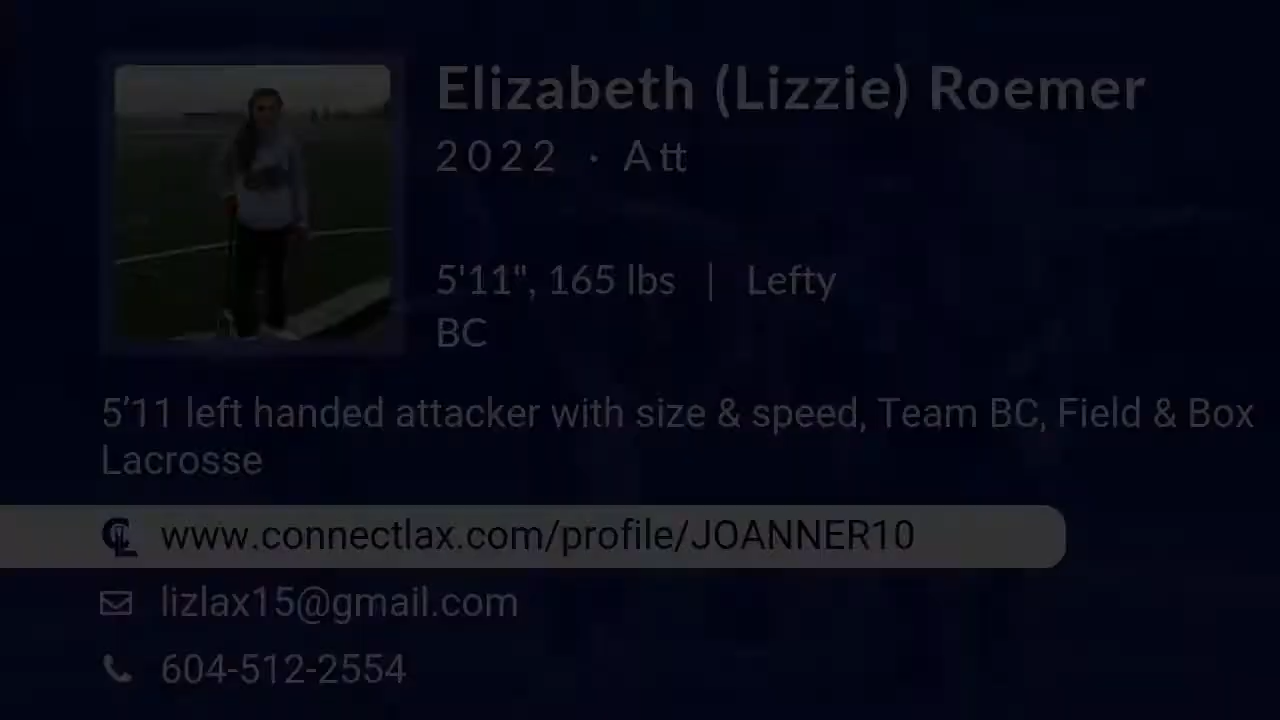 Elizabeth (Lizzie) Roemer
2022 · Att
5'11", 165 lbs | Lefty
BC
5’11 left handed attacker with size & speed, Team BC, Field & Box
Lacrosse
www.connectlax.com/profile/JOANNER10
lizlax15@gmail.com
604-512-2554